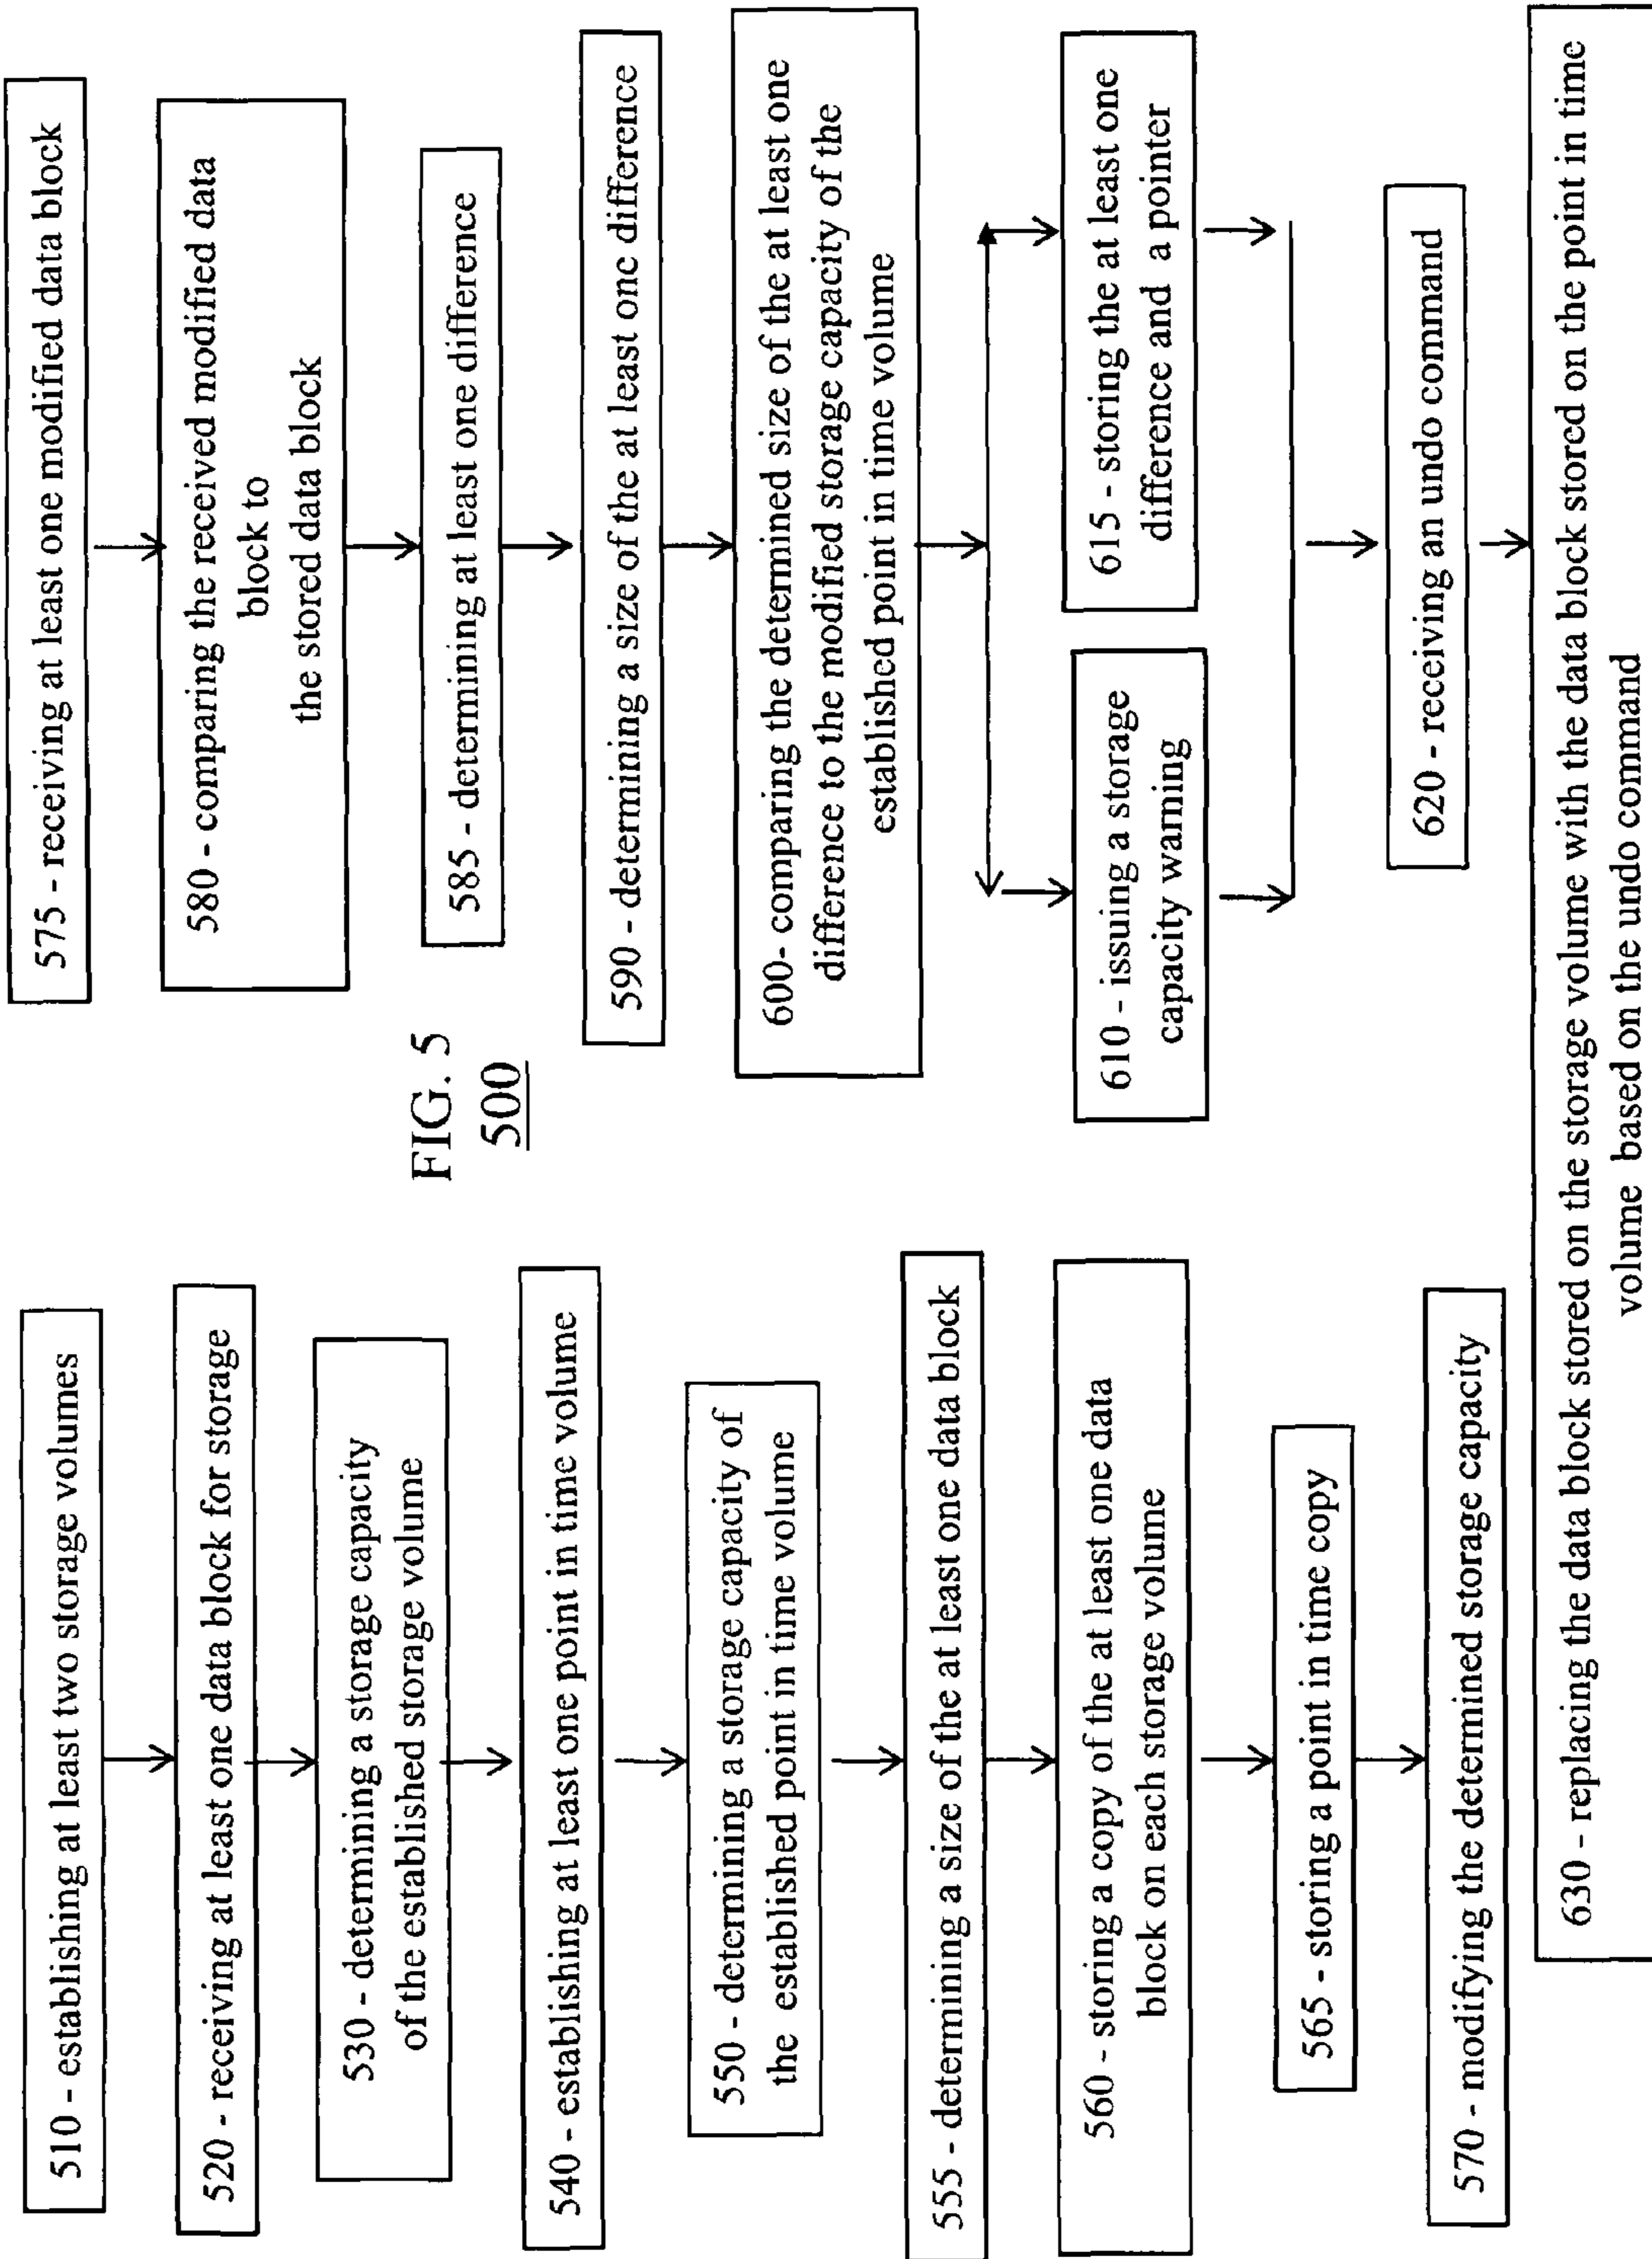 510 - establishing at least two storage volumes
520 - receiving at least one data block for storage
530 - determining a storage capacity
of the established storage volume
540 - establishing at least one point in time volume
550 - determining a storage capacity of
the established point in time volume
555 - determining a size of the at least one data block
560 - storing a copy of the at least one data
block on each storage volume
565 - storing a point in time copy
570 - modifying the determined storage capacity
FIG. 5
500
575 - receiving at least one modified data block
580 - comparing the received modified data
block to
the stored data block
585 - determining at least one difference
590 - determining a size of the at least one difference
600- comparing the determined size of the at least one
difference to the modified storage capacity of the
established point in time volume
610 - issuing a storage
capacity warning
615 - storing the at least one
difference and a pointer
620 - receiving an undo command
630 - replacing the data block stored on the storage volume with the data block stored on the point in time
volume based on the undo command